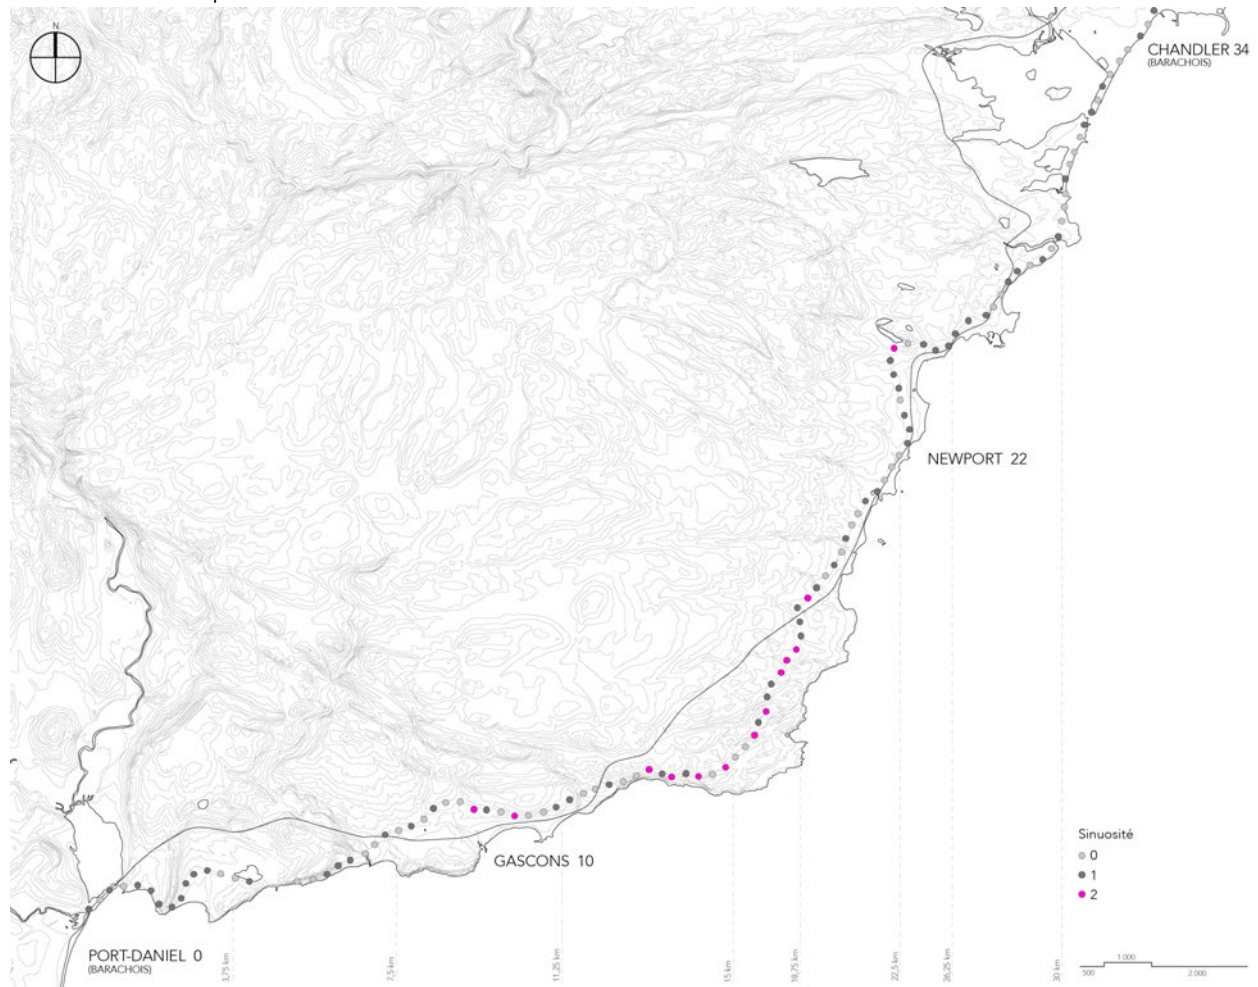 N
CHANDLER 34
(BARACHOIS)
NEWPORT 22
GASCONS 10
PORT-DANIEL 0
(BARACHOIS)
3,75 km
7,5 km
11,25 km
15 km
18,75 km
22,5 km
26,25 km
30 km
Sinuosité
0
1
2
1 000
500
2 000